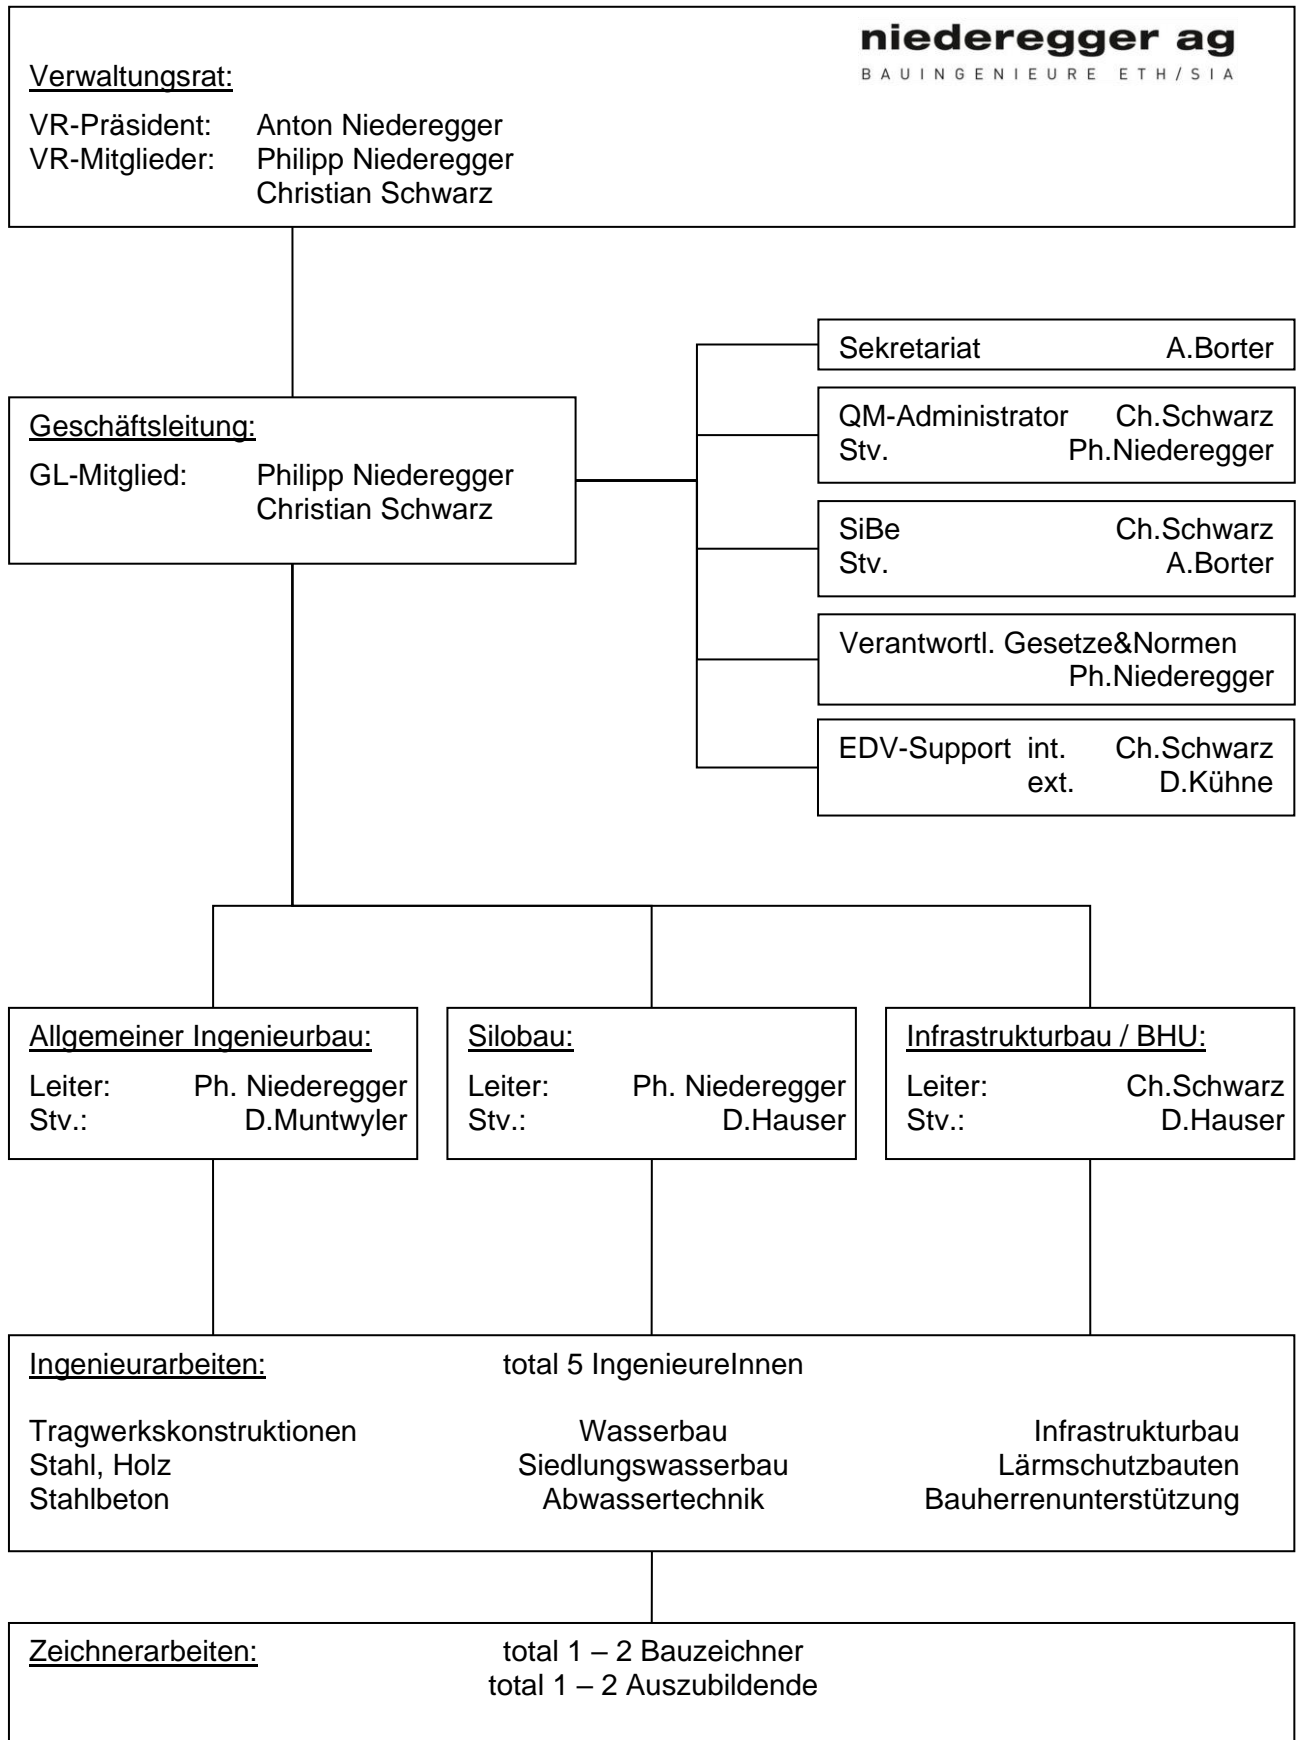 niederegger ag
BAUINGENIEURE ETH/SIA
Verwaltungsrat:
VR-Präsident: Anton Niederegger
VR-Mitglieder: Philipp Niederegger
Christian Schwarz
Sekretariat A.Borter
QM-Administrator Ch.Schwarz
Stv. Ph.Niederegger
Geschäftsleitung:
GL-Mitglied: Philipp Niederegger
Christian Schwarz
SiBe Ch.Schwarz
Stv. A.Borter
Verantwortl. Gesetze&Normen
Ph.Niederegger
EDV-Support int. Ch.Schwarz
ext. D.Kühne
Allgemeiner Ingenieurbau:
Leiter: Ph. Niederegger
Stv.: D.Muntwyler
Silobau:
Leiter: Ph. Niederegger
Stv.: D.Hauser
Infrastrukturbau / BHU:
Leiter: Ch.Schwarz
Stv.: D.Hauser
Ingenieurarbeiten: total 5 IngenieureInnen
Tragwerkskonstruktionen Wasserbau Infrastrukturbau
Stahl, Holz Siedlungswasserbau Lärmschutzbauten
Stahlbeton Abwassertechnik Bauherrenunterstützung
Zeichnerarbeiten: total 1 – 2 Bauzeichner
total 1 – 2 Auszubildende